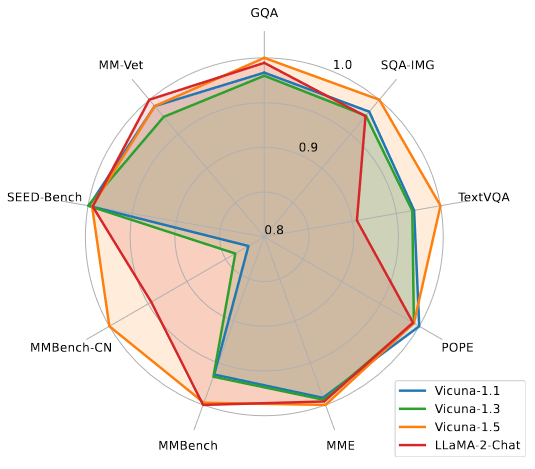 GQA
MM-Vet
1.0
SQA-IMG
0.9
SEED-Bench
TextVQA
0.8
MMBench-CN
POPE
MMBench
MME
Vicuna-1.1
Vicuna-1.3
Vicuna-1.5
LLaMA-2-Chat